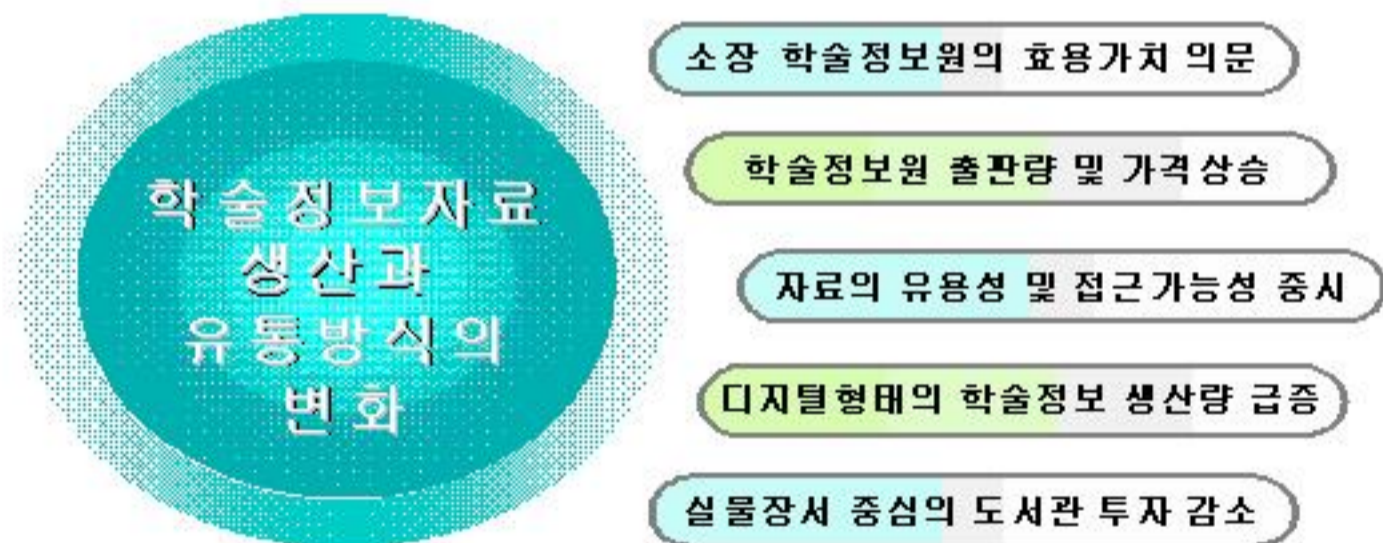 학술정보자료
생산과
유통방식의
변화
소장 학술정보원의 효용가치 의문
학술정보원 출판량 및 가격상승
자료의 유용성 및 접근가능성 중시
디지털형태의 학술정보 생산량 급증
실물장서 중심의 도서관 투자 감소